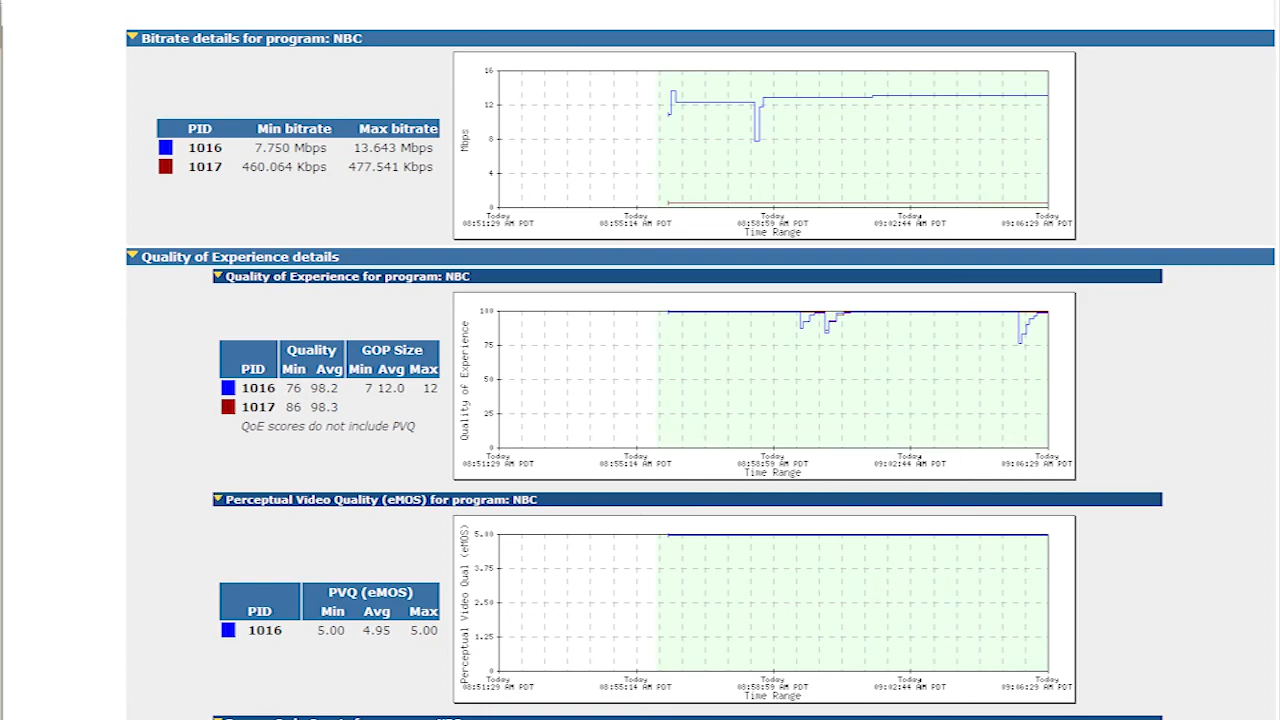 Bitrate details for program: NBC
PID Min bitrate Max bitrate
1016 7.750 Mbps 13.643 Mbps
1017 460.064 Kbps 477.541 Kbps
Mbps
16
12
8
4
0
Today Today Today Today Today
08:51:29 AM PDT 08:55:14 AM PDT 08:58:59 AM PDT 09:02:44 AM PDT 09:06:29 AM PDT
Time Range
Quality of Experience details
Quality of Experience for program: NBC
Quality GOP Size
PID Min Avg Min Avg Max
1016 76 98.2 7 12.0 12
1017 86 98.3
QoE scores do not include PVQ
Quality of Experience
100
75
50
25
0
Today Today Today Today Today
08:51:29 AM PDT 08:55:14 AM PDT 08:58:59 AM PDT 09:02:44 AM PDT 09:06:29 AM PDT
Time Range
Perceptual Video Quality (eMOS) for program: NBC
PVQ (eMOS)
PID Min Avg Max
1016 5.00 4.95 5.00
Perceptual Video Qual (eMOS)
5.00
3.75
2.50
1.25
0
Today Today Today Today Today
08:51:29 AM PDT 08:55:14 AM PDT 08:58:59 AM PDT 09:02:44 AM PDT 09:06:29 AM PDT
Time Range